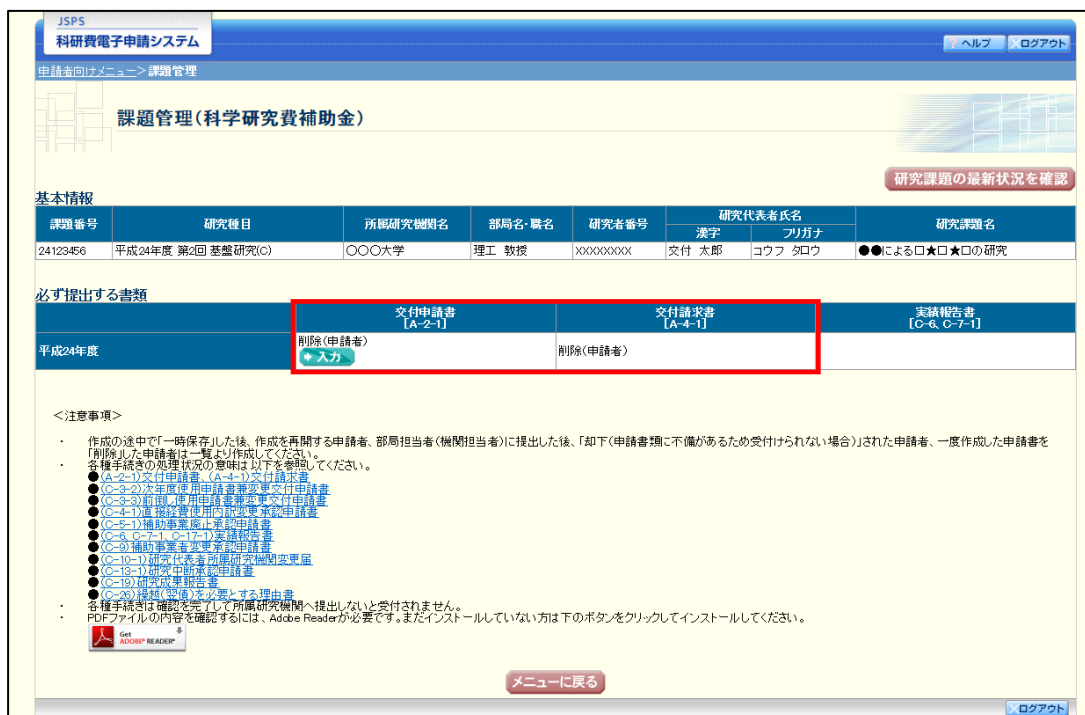 JSPS
科研費電子申請システム
ヘルプ ログアウト
申請者向けメニュー>課題管理
課題管理(科学研究費補助金)
研究課題の最新状況を確認
基本情報
課題番号 研究種目 所属研究機関名 部局名・職名 研究者番号 研究代表者氏名 研究課題名
漢字 フリガナ
24123456 平成24年度 第2回 基盤研究(C) 〇〇〇大学 理工 教授 XXXXXXXX 交付 太郎 コウフ タロウ ●●による□★□★□の研究
必ず提出する書類
交付申請書 交付請求書 実績報告書
[A-2-1] [A-4-1] [C-6、C-7-1]
平成24年度 削除(申請者) 削除(申請者)
入力
<注意事項>
・ 作成の途中で「一時保存」した後、作成を再開する申請者、部局担当者(機関担当者)に提出した後、「却下(申請書類に不備があるため受付けられない場合)」された申請者、一度作成した申請書を
「削除」した申請者は一覧より作成してください。
・ 各種手続きの処理状況の意味は以下を参照してください。
●(A-2-1)交付申請書、(A-4-1)交付請求書
●(C-3-2)次年度使用申請書兼変更交付申請書
●(C-3-3)前倒し使用申請書兼変更交付申請書
●(C-4-1)直接経費使用内訳変更承認申請書
●(C-5-1)補助事業廃止承認申請書
●(C-6、C-7-1、C-17-1)実績報告書
●(C-9)補助事業者変更承認申請書
●(C-10-1)研究代表者所属研究機関変更届
●(C-13-1)研究中断承認申請書
●(C-19)研究成果報告書
●(C-26)繰越(翌債)を必要とする理由書
・ 各種手続きは確認を完了して所属研究機関へ提出しないと受付されません。
・ PDFファイルの内容を確認するには、Adobe Readerが必要です。まだインストールしていない方は下のボタンをクリックしてインストールしてください。
Get
ADOBE® READER®
メニューに戻る
ログアウト